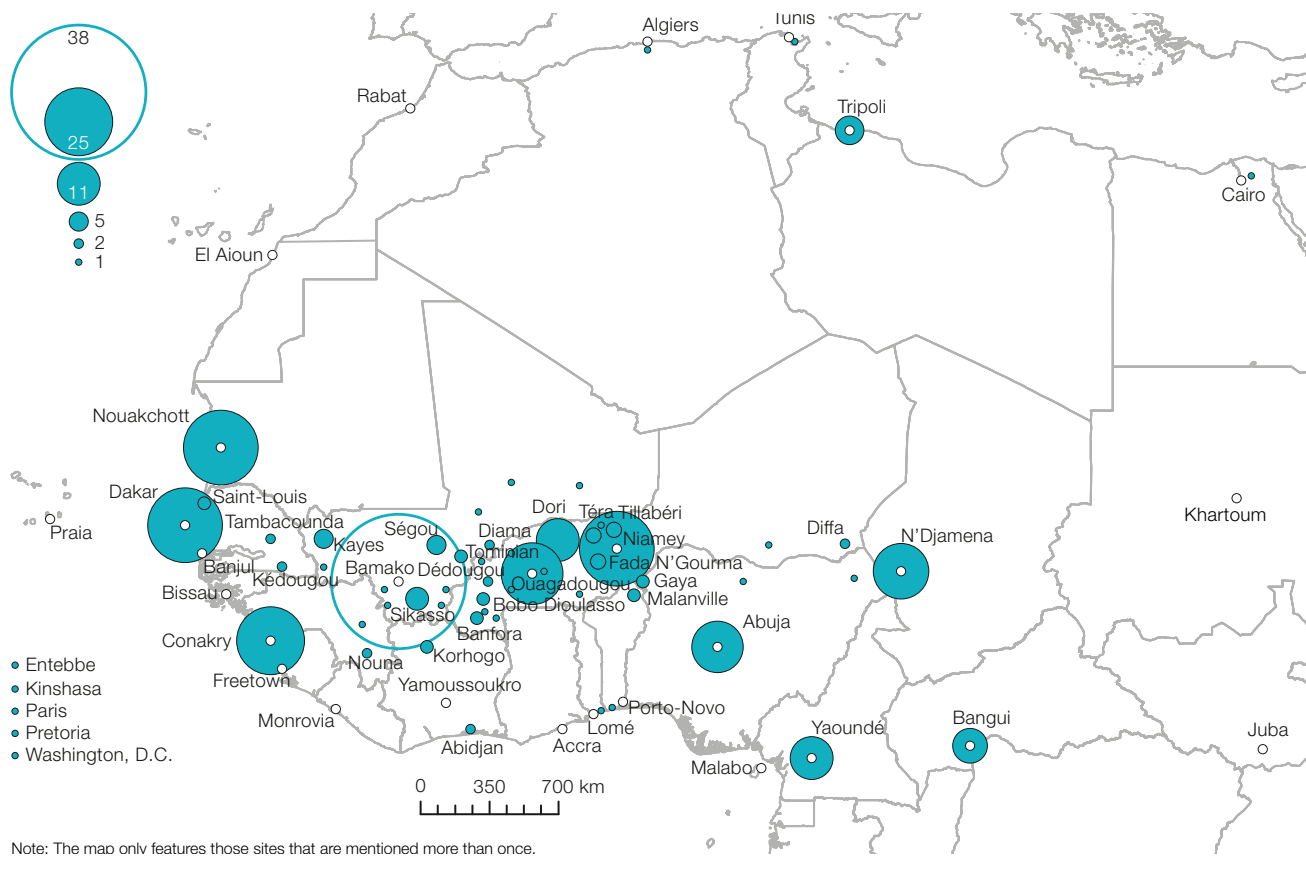 38
25
11
5
2
1
Algiers
Tunis
Rabat
Tripoli
Cairo
El Aioun
Nouakchott
Dakar
Saint-Louis
Praia
Tambacounda
Kayes
Ségou
Diama
Dori
Téra
Tillabéri
Niamey
Diffa
N’Djamena
Khartoum
Banjul
Kédougou
Bamako
Dédougou
Tominian
Fada N’Gourma
Gaya
Bissau
Ouagadougou
Malanville
Sikasso
Bobo Dioulasso
Conakry
Banfora
Abuja
Nouna
Korhogo
Freetown
Yamoussoukro
Monrovia
Porto-Novo
Lomé
Abidjan
Accra
Yaoundé
Bangui
Juba
Malabo
Entebbe
Kinshasa
Paris
Pretoria
Washington, D.C.
0 350 700 km
Note: The map only features those sites that are mentioned more than once.